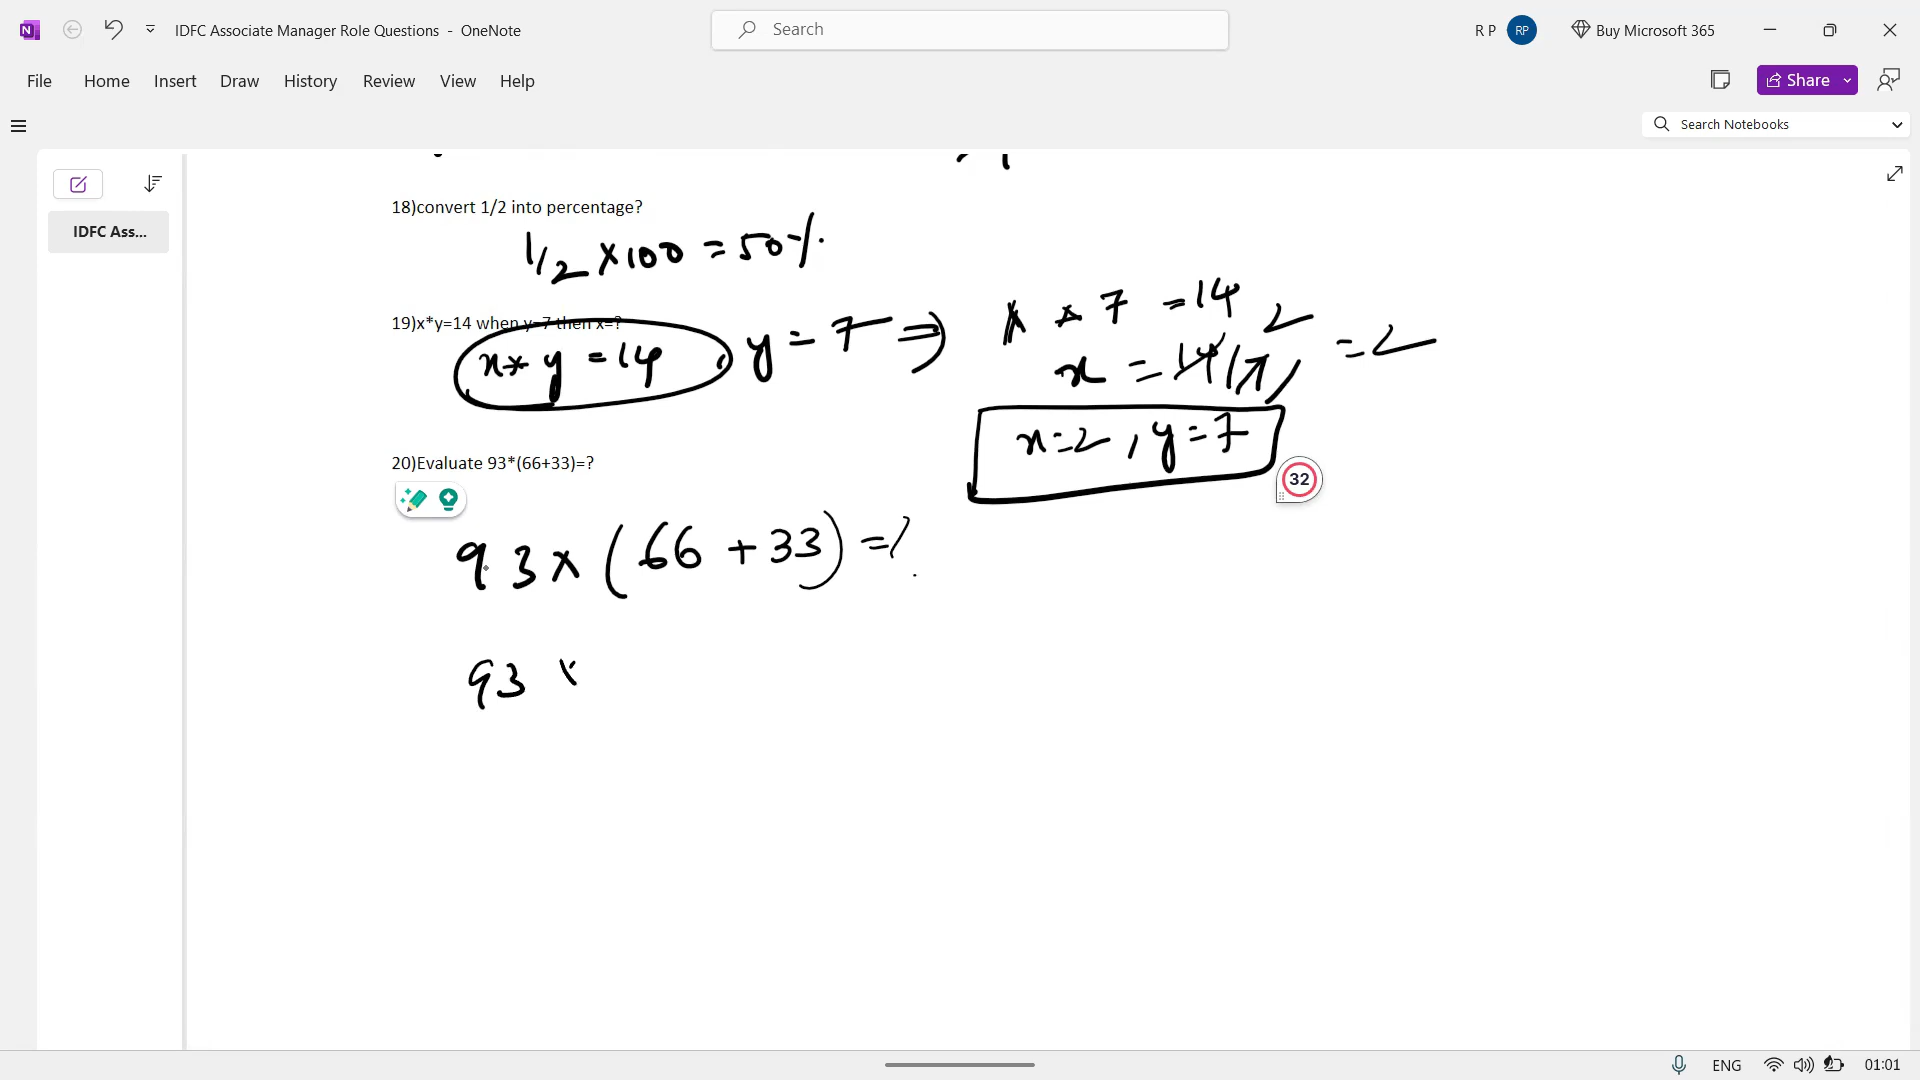 IDFC Associate Manager Role Questions - OneNote
Search
R P
RP
Buy Microsoft 365
File Home Insert Draw History Review View Help
Share
Search Notebooks
IDFC Ass...
18)convert 1/2 into percentage?
1/2 × 100 = 50%
19)x*y=14 when y=7 then x=?
x * y = 14
y = 7 ⇒
x * 7 = 14
x = 14/7 2 = 2
x=2, y=7
20)Evaluate 93*(66+33)=?
32
93 × (66 + 33) = ?
93 ×
ENG
01:01